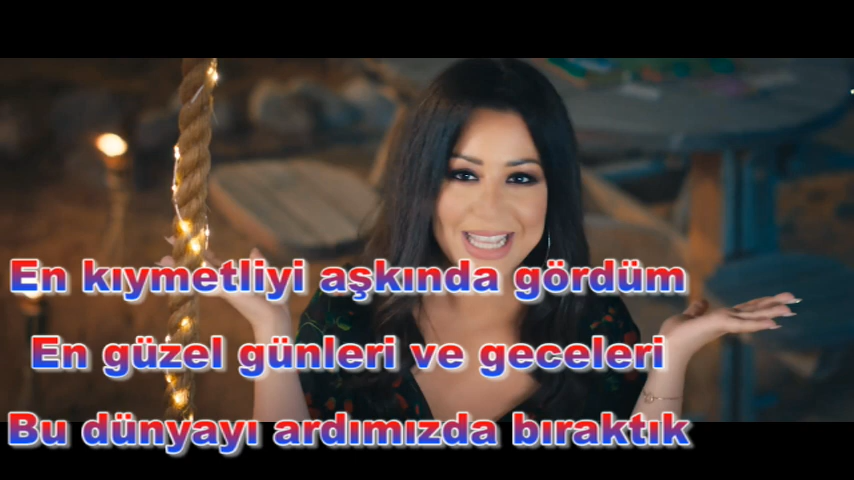 En kıymetliyi aşkında gördüm
En güzel günleri ve geceleri
Bu dünyayı ardımızda bıraktık